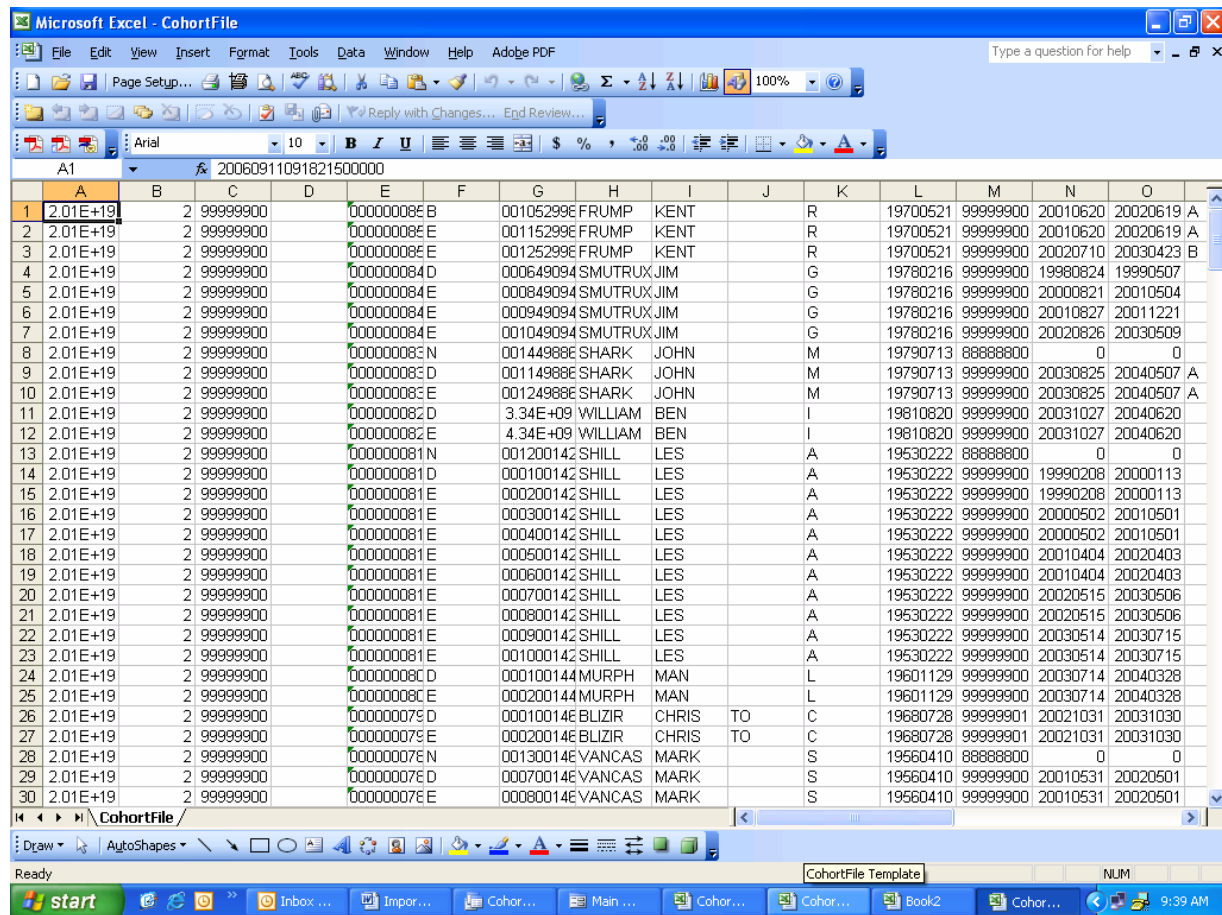 Microsoft Excel - CohortFile
File Edit View Insert Format Tools Data Window Help Adobe PDF Type a question for help
Page Setup... 100%
Reply with Changes... End Review...
Arial 10 B I U $ % ,
A1 fx 20060911091821500000
A B C D E F G H I J K L M N O
1 2.01E+19 2 99999900 000000085 B 001052998 FRUMP KENT R 19700521 99999900 20010620 20020619 A
2 2.01E+19 2 99999900 000000085 E 001152998 FRUMP KENT R 19700521 99999900 20010620 20020619 A
3 2.01E+19 2 99999900 000000085 E 001252998 FRUMP KENT R 19700521 99999900 20020710 20030423 B
4 2.01E+19 2 99999900 000000084 D 000649094 SMUTRUX JIM G 19780216 99999900 19980824 19990507
5 2.01E+19 2 99999900 000000084 E 000849094 SMUTRUX JIM G 19780216 99999900 20000821 20010504
6 2.01E+19 2 99999900 000000084 E 000949094 SMUTRUX JIM G 19780216 99999900 20010827 20011221
7 2.01E+19 2 99999900 000000084 E 001049094 SMUTRUX JIM G 19780216 99999900 20020826 20030509
8 2.01E+19 2 99999900 000000083 N 001449886 SHARK JOHN M 19790713 88888800 0 0
9 2.01E+19 2 99999900 000000083 D 001149886 SHARK JOHN M 19790713 99999900 20030825 20040507 A
10 2.01E+19 2 99999900 000000083 E 001249886 SHARK JOHN M 19790713 99999900 20030825 20040507 A
11 2.01E+19 2 99999900 000000082 D 3.34E+09 WILLIAM BEN I 19810820 99999900 20031027 20040620
12 2.01E+19 2 99999900 000000082 E 4.34E+09 WILLIAM BEN I 19810820 99999900 20031027 20040620
13 2.01E+19 2 99999900 000000081 N 001200142 SHILL LES A 19530222 88888800 0 0
14 2.01E+19 2 99999900 000000081 D 000100142 SHILL LES A 19530222 99999900 19990208 20000113
15 2.01E+19 2 99999900 000000081 E 000200142 SHILL LES A 19530222 99999900 19990208 20000113
16 2.01E+19 2 99999900 000000081 E 000300142 SHILL LES A 19530222 99999900 20000502 20010501
17 2.01E+19 2 99999900 000000081 E 000400142 SHILL LES A 19530222 99999900 20000502 20010501
18 2.01E+19 2 99999900 000000081 E 000500142 SHILL LES A 19530222 99999900 20010404 20020403
19 2.01E+19 2 99999900 000000081 E 000600142 SHILL LES A 19530222 99999900 20010404 20020403
20 2.01E+19 2 99999900 000000081 E 000700142 SHILL LES A 19530222 99999900 20020515 20030506
21 2.01E+19 2 99999900 000000081 E 000800142 SHILL LES A 19530222 99999900 20020515 20030506
22 2.01E+19 2 99999900 000000081 E 000900142 SHILL LES A 19530222 99999900 20030514 20030715
23 2.01E+19 2 99999900 000000081 E 001000142 SHILL LES A 19530222 99999900 20030514 20030715
24 2.01E+19 2 99999900 000000080 D 000100144 MURPH MAN L 19601129 99999900 20030714 20040328
25 2.01E+19 2 99999900 000000080 E 000200144 MURPH MAN L 19601129 99999900 20030714 20040328
26 2.01E+19 2 99999900 000000079 D 000100146 BLIZIR CHRIS TO C 19680728 99999901 20021031 20031030
27 2.01E+19 2 99999900 000000079 E 000200146 BLIZIR CHRIS TO C 19680728 99999901 20021031 20031030
28 2.01E+19 2 99999900 000000078 N 001300146 VANCAS MARK S 19560410 88888800 0 0
29 2.01E+19 2 99999900 000000078 D 000700146 VANCAS MARK S 19560410 99999900 20010531 20020501
30 2.01E+19 2 99999900 000000078 E 000800146 VANCAS MARK S 19560410 99999900 20010531 20020501
CohortFile
Draw AutoShapes
Ready CohortFile Template NUM
start Inbox ... Impor... Cohor... Main ... Cohor... Cohor... Book2 Cohor... 9:39 AM